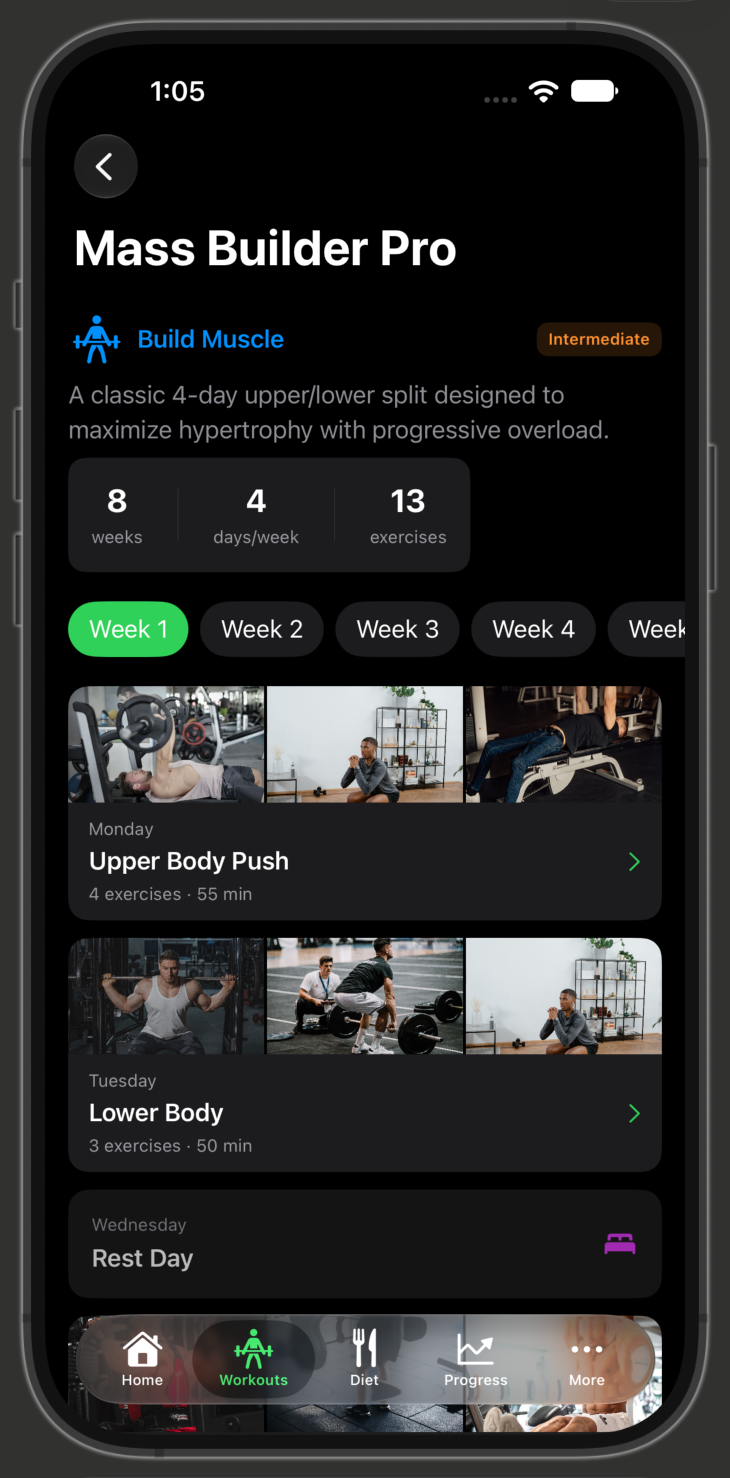 1:05
Mass Builder Pro
Build Muscle
Intermediate
A classic 4-day upper/lower split designed to
maximize hypertrophy with progressive overload.
8 4 13
weeks days/week exercises
Week 1 Week 2 Week 3 Week 4 Week
Monday
Upper Body Push
4 exercises · 55 min
Tuesday
Lower Body
3 exercises · 50 min
Wednesday
Rest Day
Home Workouts Diet Progress More